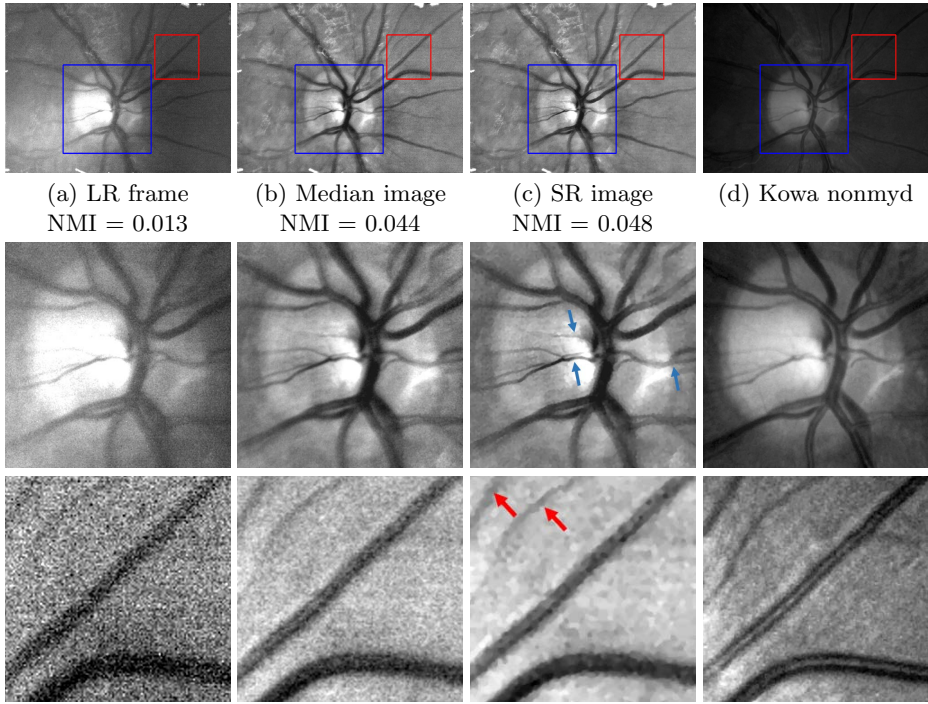 (a) LR frame
NMI = 0.013
(b) Median image
NMI = 0.044
(c) SR image
NMI = 0.048
(d) Kowa nonmyd